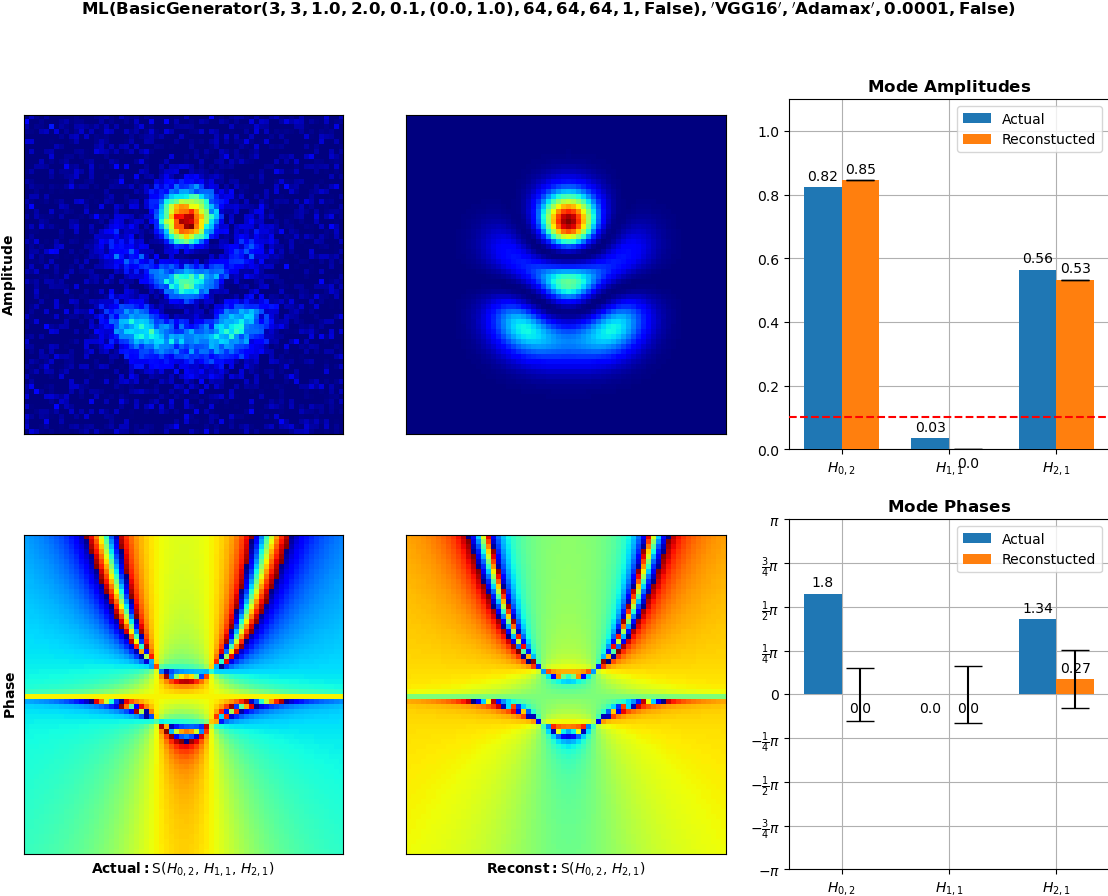 ML(BasicGenerator(3, 3, 1.0, 2.0, 0.1, (0.0, 1.0), 64, 64, 64, 1, False), ′VGG16′, ′Adamax′, 0.0001, False)
Amplitude
Mode Amplitudes
Actual
Reconstucted
1.0
0.8
0.6
0.4
0.2
0.0
0.82
0.85
0.03
0.0
0.56
0.53
H0, 2
H1, 1
H2, 1
Phase
Actual: S(H0, 2, H1, 1, H2, 1)
Reconst: S(H0, 2, H2, 1)
Mode Phases
Actual
Reconstucted
π
3/4π
1/2π
1/4π
0
−1/4π
−1/2π
−3/4π
−π
1.8
0.0
0.0
0.0
1.34
0.27
H0, 2
H1, 1
H2, 1